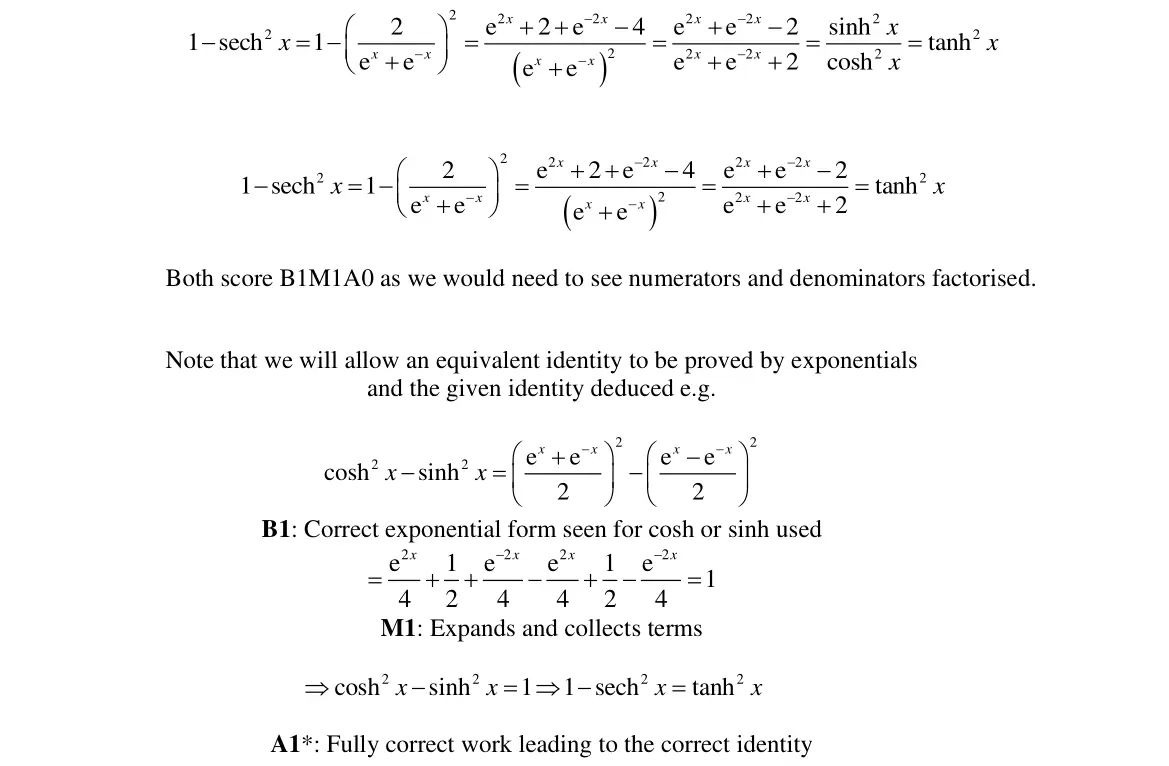 1 − sech² x = 1 − (2 / (eˣ + e⁻ˣ))² = (e²ˣ + 2 + e⁻²ˣ − 4) / (eˣ + e⁻ˣ)² = (e²ˣ + e⁻²ˣ − 2) / (e²ˣ + e⁻²ˣ + 2) = sinh² x / cosh² x = tanh² x
1 − sech² x = 1 − (2 / (eˣ + e⁻ˣ))² = (e²ˣ + 2 + e⁻²ˣ − 4) / (eˣ + e⁻ˣ)² = (e²ˣ + e⁻²ˣ − 2) / (e²ˣ + e⁻²ˣ + 2) = tanh² x
Both score B1M1A0 as we would need to see numerators and denominators factorised.
Note that we will allow an equivalent identity to be proved by exponentials
and the given identity deduced e.g.
cosh² x − sinh² x = ((eˣ + e⁻ˣ) / 2)² − ((eˣ − e⁻ˣ) / 2)²
B1: Correct exponential form seen for cosh or sinh used
= e²ˣ/4 + 1/2 + e⁻²ˣ/4 − e²ˣ/4 + 1/2 − e⁻²ˣ/4 = 1
M1: Expands and collects terms
⇒ cosh² x − sinh² x = 1 ⇒ 1 − sech² x = tanh² x
A1*: Fully correct work leading to the correct identity